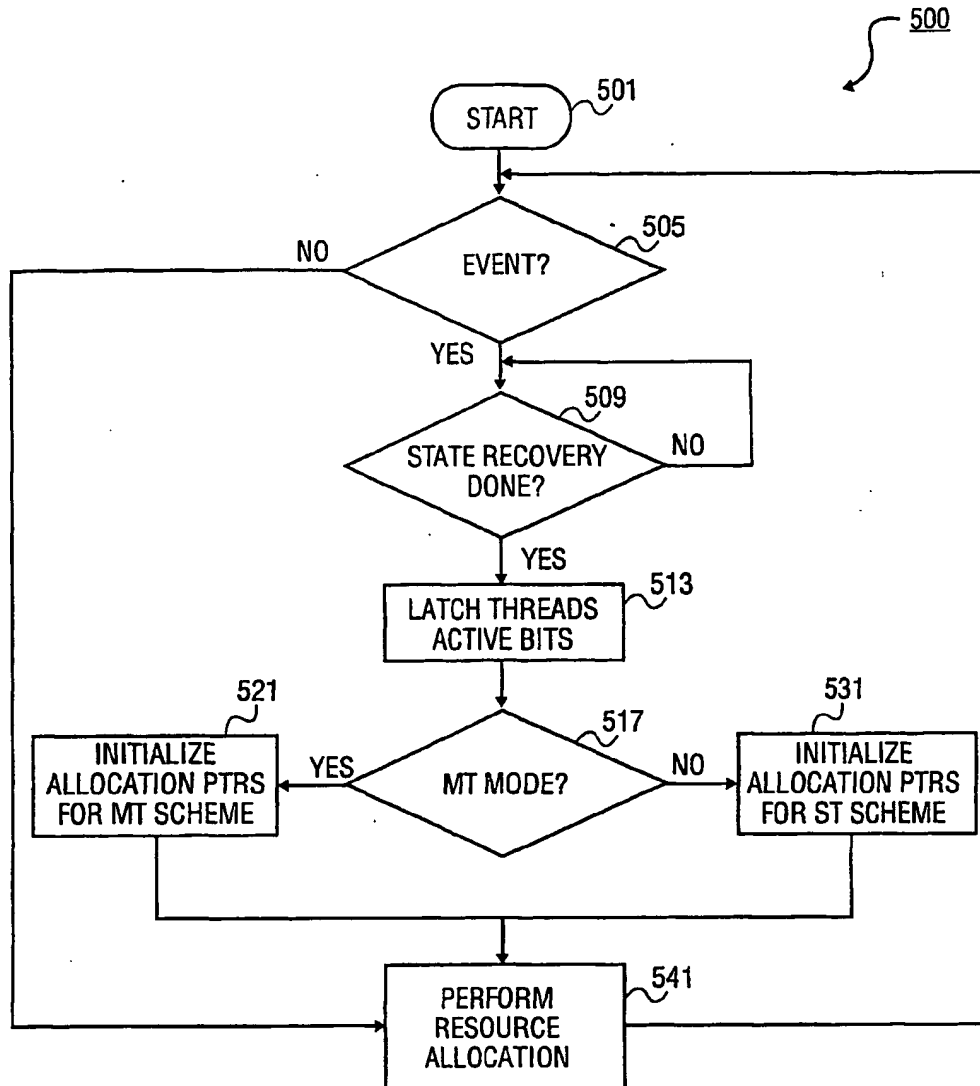 500
START
501
NO
EVENT?
505
YES
STATE RECOVERY
DONE?
509
NO
YES
LATCH THREADS
ACTIVE BITS
513
521
INITIALIZE
ALLOCATION PTRS
FOR MT SCHEME
YES
MT MODE?
517
NO
531
INITIALIZE
ALLOCATION PTRS
FOR ST SCHEME
PERFORM
RESOURCE
ALLOCATION
541